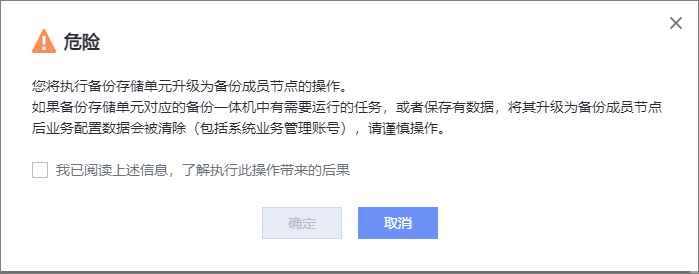 危险
您将执行备份存储单元升级为备份成员节点的操作。
如果备份存储单元对应的备份一体机中有需要运行的任务，或者保存有数据，将其升级为备份成员节点
后业务配置数据会被清除（包括系统业务管理账号），请谨慎操作。
我已阅读上述信息，了解执行此操作带来的后果
确定 取消